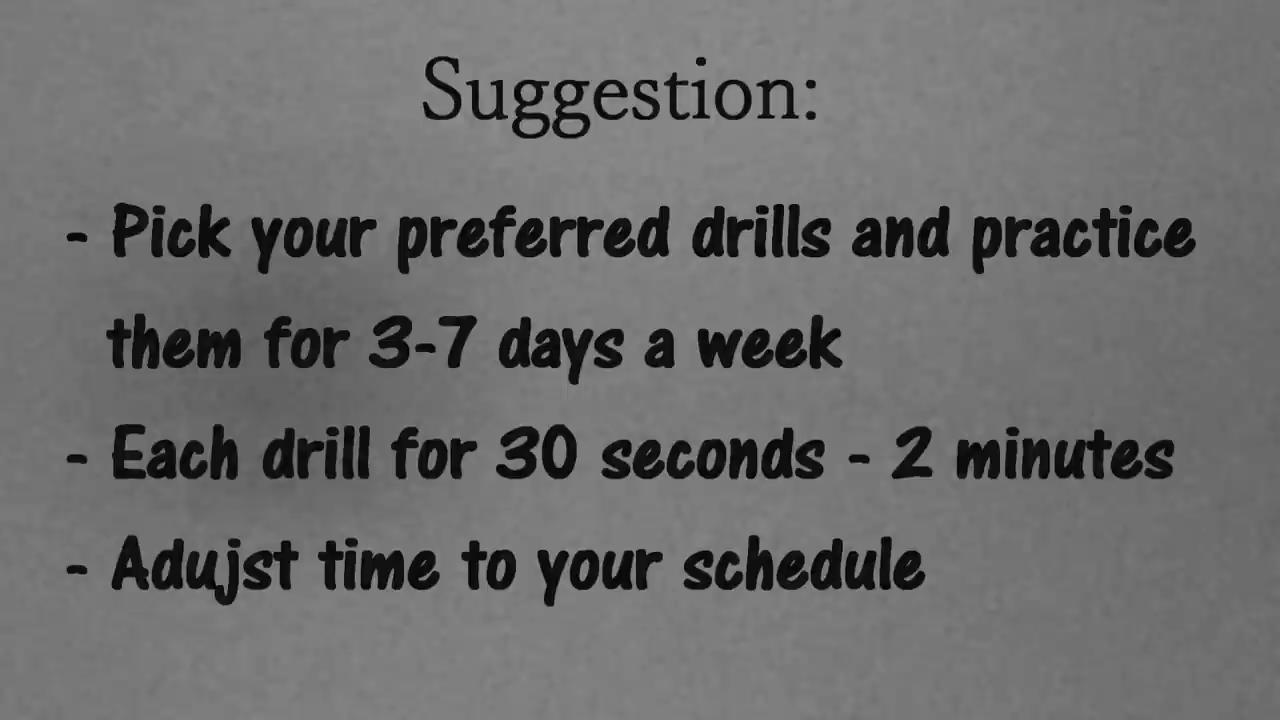 Suggestion:
- Pick your preferred drills and practice
them for 3-7 days a week
- Each drill for 30 seconds - 2 minutes
- Adujst time to your schedule